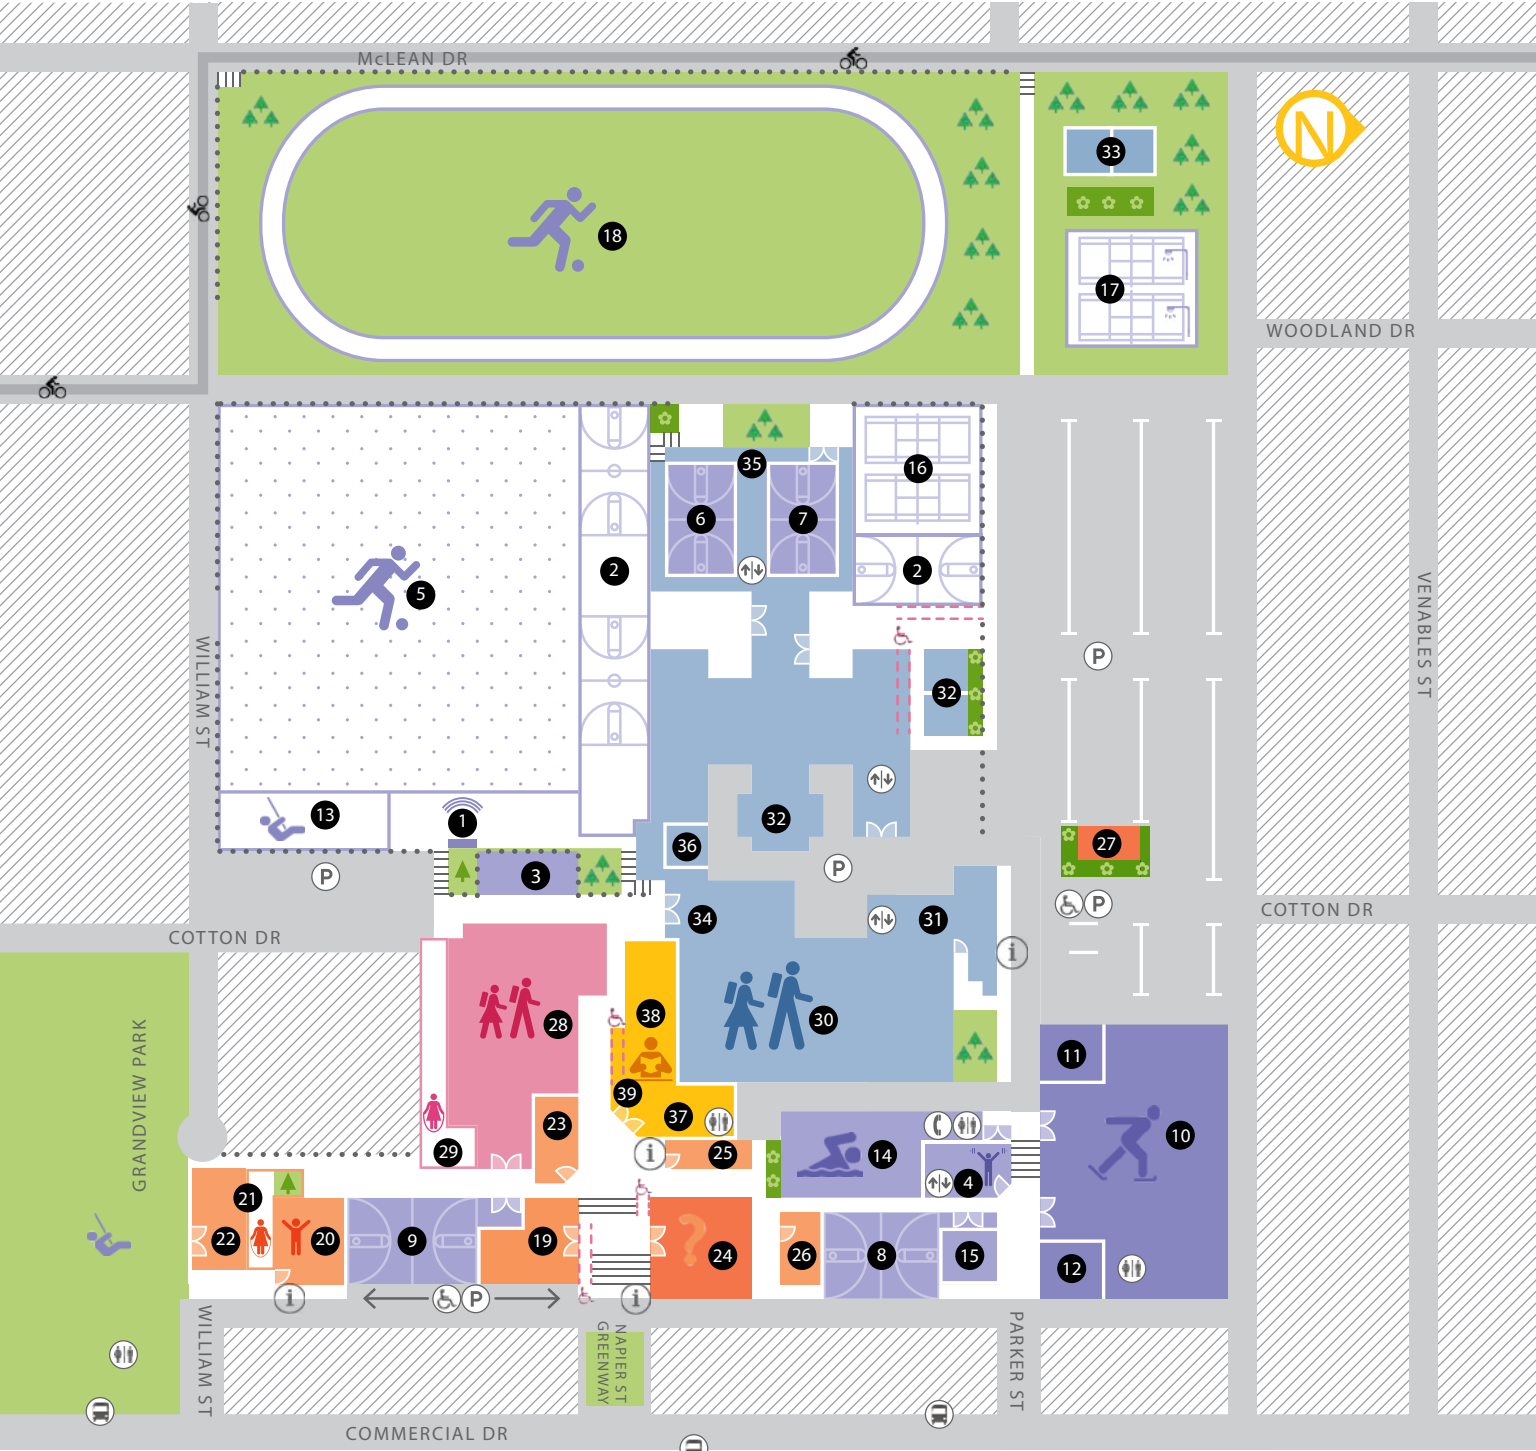 McLEAN DR
N
33
18
17
WOODLAND DR
35
16
6
7
2
2
5
VENABLES ST
WILLIAM ST
P
32
13
1
32
36
27
3
P
P
P
34
31
COTTON DR
COTTON DR
i
38
30
28
GRANDVIEW PARK
11
39
37
23
10
29
i
25
14
4
21
22
20
9
19
24
26
8
15
12
i
P
i
WILLIAM ST
NAPIER ST
GREENWAY
PARKER ST
COMMERCIAL DR